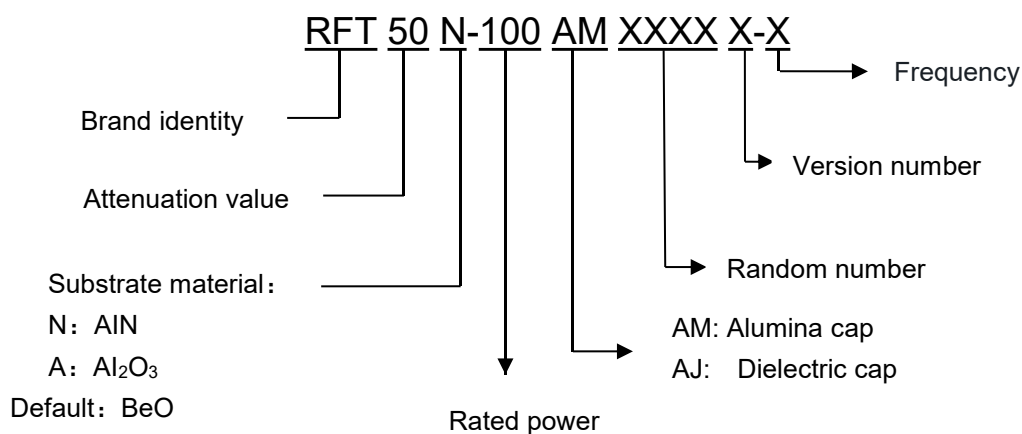 RFT 50 N-100 AM XXXX X-X
Frequency
Brand identity
Version number
Attenuation value
Random number
Substrate material：
N：AIN
A：Al₂O₃
Default：BeO
AM: Alumina cap
AJ: Dielectric cap
Rated power